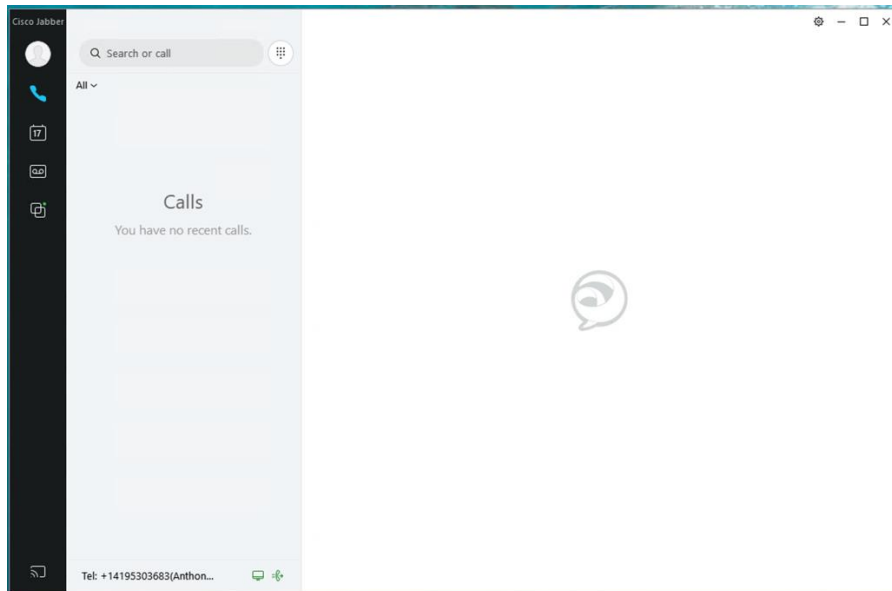 Cisco Jabber
Search or call
All
17
Calls
You have no recent calls.
Tel: +14195303683(Anthon...